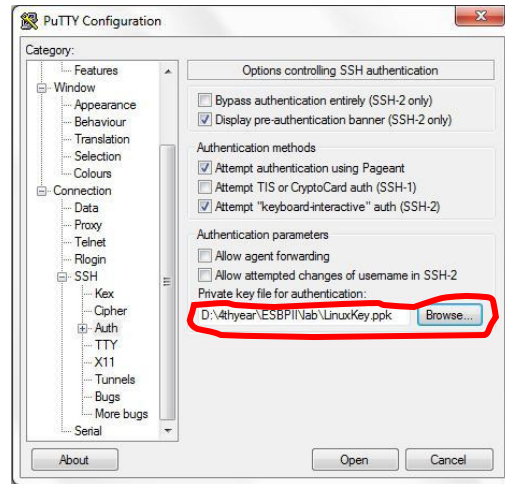 PuTTY Configuration
Category:
Features
Window
Appearance
Behaviour
Translation
Selection
Colours
Connection
Data
Proxy
Telnet
Rlogin
SSH
Kex
Cipher
Auth
TTY
X11
Tunnels
Bugs
More bugs
Serial
Options controlling SSH authentication
Bypass authentication entirely (SSH-2 only)
Display pre-authentication banner (SSH-2 only)
Authentication methods
Attempt authentication using Pageant
Attempt TIS or CryptoCard auth (SSH-1)
Attempt "keyboard-interactive" auth (SSH-2)
Authentication parameters
Allow agent forwarding
Allow attempted changes of username in SSH-2
Private key file for authentication:
D:\4thyear\ESBPII\lab\LinuxKey.ppk Browse...
About Open Cancel